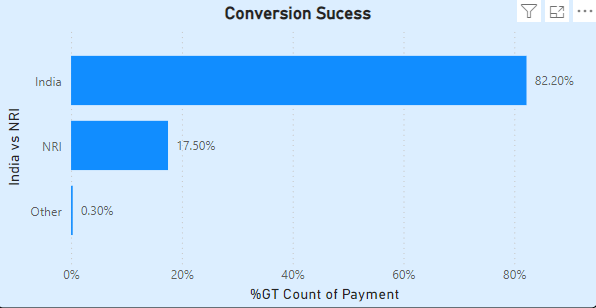 Conversion Sucess
India vs NRI
India
82.20%
NRI
17.50%
Other
0.30%
0%
20%
40%
60%
80%
%GT Count of Payment